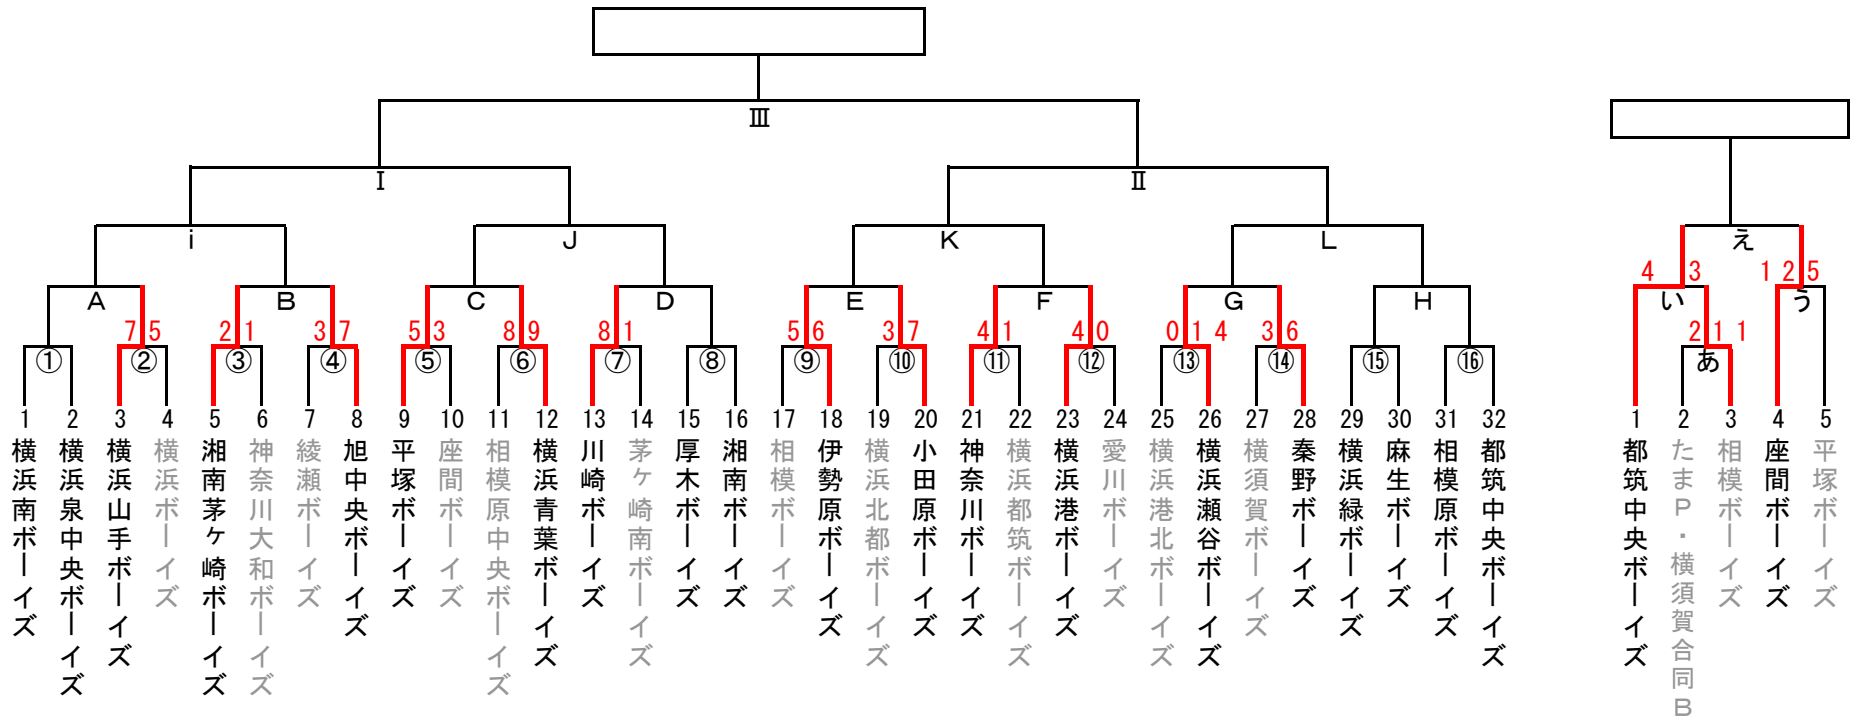 Ⅲ
Ⅰ
Ⅱ
i
J
K
L
え
4 3
1 2 5
A
B
C
D
E
F
G
H
い
う
7 5
2 1
3 7
5 3
8 9
8 1
5 6
3 7
4 1
4 0
0 1 4
3 6
2 1 1
①
②
③
④
⑤
⑥
⑦
⑧
⑨
⑩
⑪
⑫
⑬
⑭
⑮
⑯
あ
1 横浜南ボーイズ
2 横浜泉中央ボーイズ
3 横浜山手ボーイズ
4 横浜ボーイズ
5 湘南茅ケ崎ボーイズ
6 神奈川大和ボーイズ
7 綾瀬ボーイズ
8 旭中央ボーイズ
9 平塚ボーイズ
10 座間ボーイズ
11 相模原中央ボーイズ
12 横浜青葉ボーイズ
13 川崎ボーイズ
14 茅ケ崎南ボーイズ
15 厚木ボーイズ
16 湘南ボーイズ
17 相模ボーイズ
18 伊勢原ボーイズ
19 横浜北都ボーイズ
20 小田原ボーイズ
21 神奈川ボーイズ
22 横浜都筑ボーイズ
23 横浜港ボーイズ
24 愛川ボーイズ
25 横浜港北ボーイズ
26 横浜瀬谷ボーイズ
27 横須賀ボーイズ
28 秦野ボーイズ
29 横浜緑ボーイズ
30 麻生ボーイズ
31 相模原ボーイズ
32 都筑中央ボーイズ
1 都筑中央ボーイズ
2 たまP・横須賀合同B
3 相模ボーイズ
4 座間ボーイズ
5 平塚ボーイズ